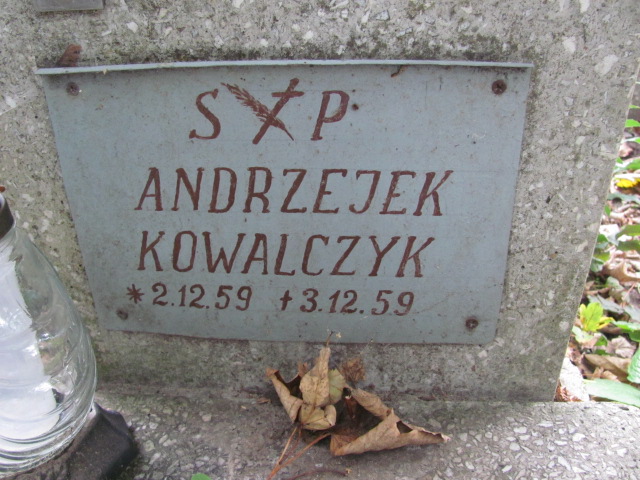 S P
ANDRZEJEK
KOWALCZYK
* 2.12.59 † 3.12.59